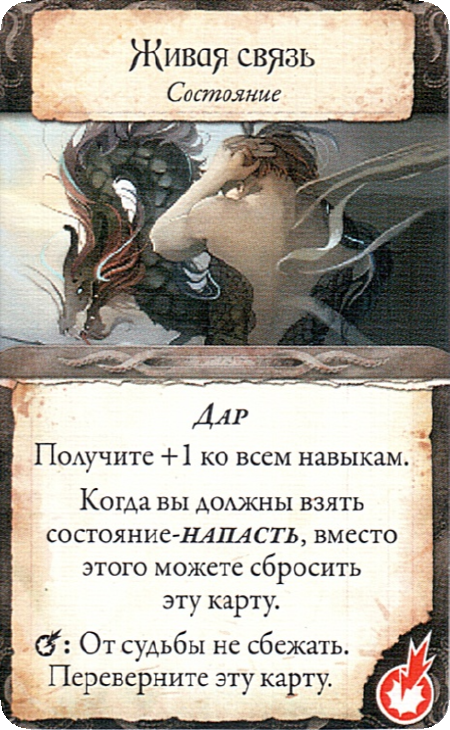 Живая связь
Состояние
Дар
Получите +1 ко всем навыкам.
Когда вы должны взять
состояние-НАПАСТЬ, вместо
этого можете сбросить
эту карту.
: От судьбы не сбежать.
Переверните эту карту.